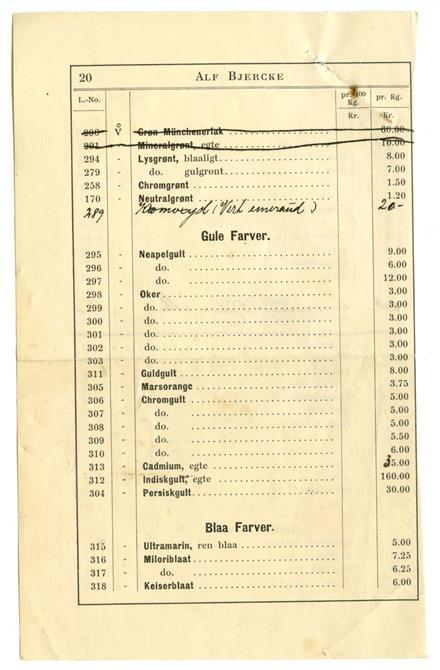 20 ALF BJERCKE
L.-No. pr. 100 Kg. pr. Kg.
Kr. Kr.
290 V Grøn Münchenerlak 60.00
291 - Mineralgrønt, egte 10.00
294 - Lysgrønt, blaaligt 8.00
279 - do. gulgrønt 7.00
258 - Chromgrønt 1.50
170 - Neutralgrønt 1.20
289 (Vert emeraud) 20-
Gule Farver.
295 - Neapelgult 9.00
296 - do. 6.00
297 - do. 12.00
298 - Oker 3.00
299 - do. 3.00
300 - do. 3.00
301 - do. 3.00
302 - do. 3.00
303 - do. 3.00
311 - Guldgult 8.00
305 - Marsorange 3.75
306 - Chromgult 5.00
307 - do. 5.00
308 - do. 5.00
309 - do. 5.50
310 - do. 6.00
313 - Cadmium, egte 35.00
312 - Indiskgult, egte 160.00
304 - Persiskgult 30.00
Blaa Farver.
315 - Ultramarin, ren blaa 5.00
316 - Miloriblaat 7.25
317 - do. 6.25
318 - Keiserblaat 6.00